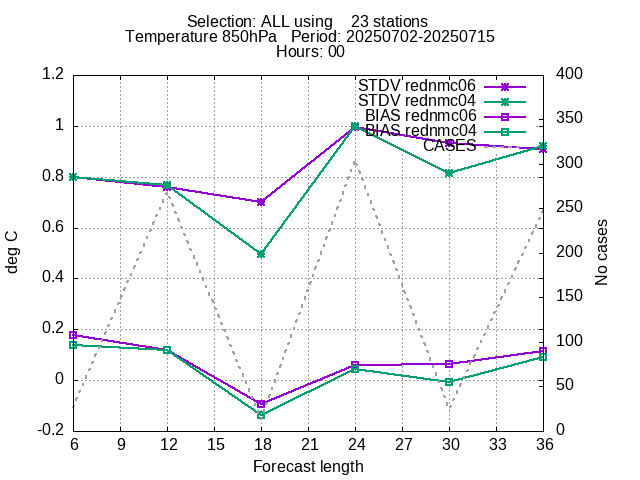 Selection: ALL using    23 stations
Temperature 850hPa   Period: 20250702-20250715
Hours: 00
STDV rednmc06
STDV rednmc04
BIAS rednmc06
BIAS rednmc04
CASES
1.2
1
0.8
0.6
0.4
0.2
0
-0.2
deg C
400
350
300
250
200
150
100
50
0
No cases
6 9 12 15 18 21 24 27 30 33 36
Forecast length